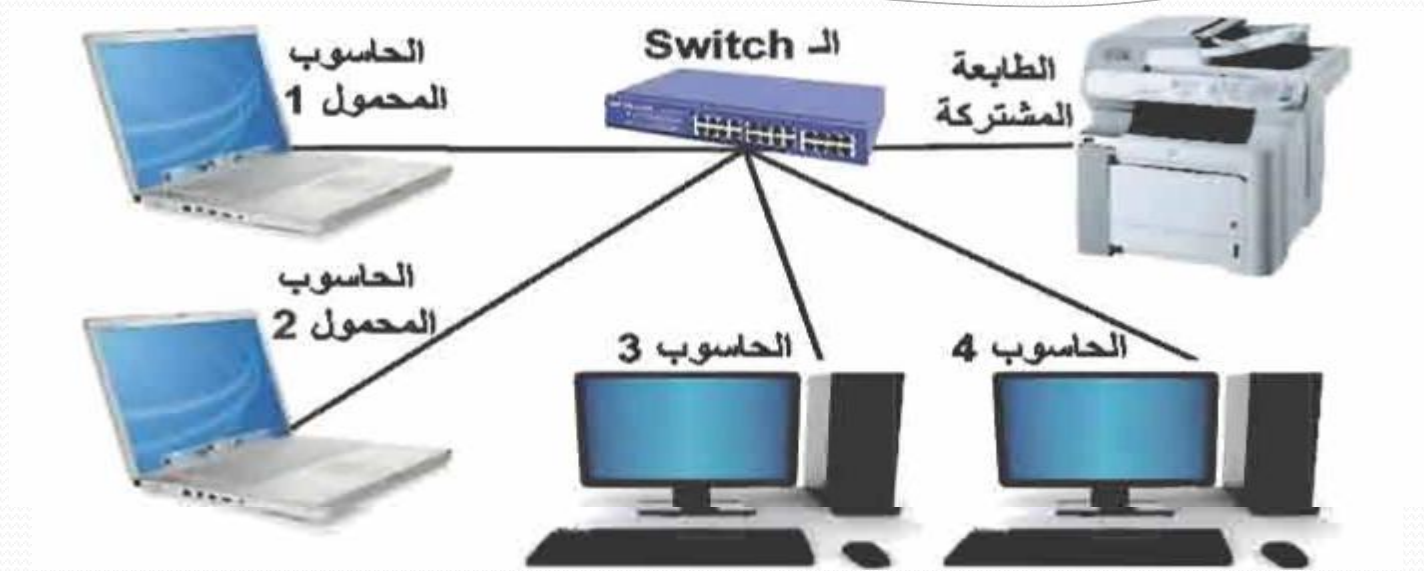 الحاسوب
المحمول 1
الـ Switch
الطابعة
المشتركة
الحاسوب
المحمول 2
الحاسوب 3
الحاسوب 4